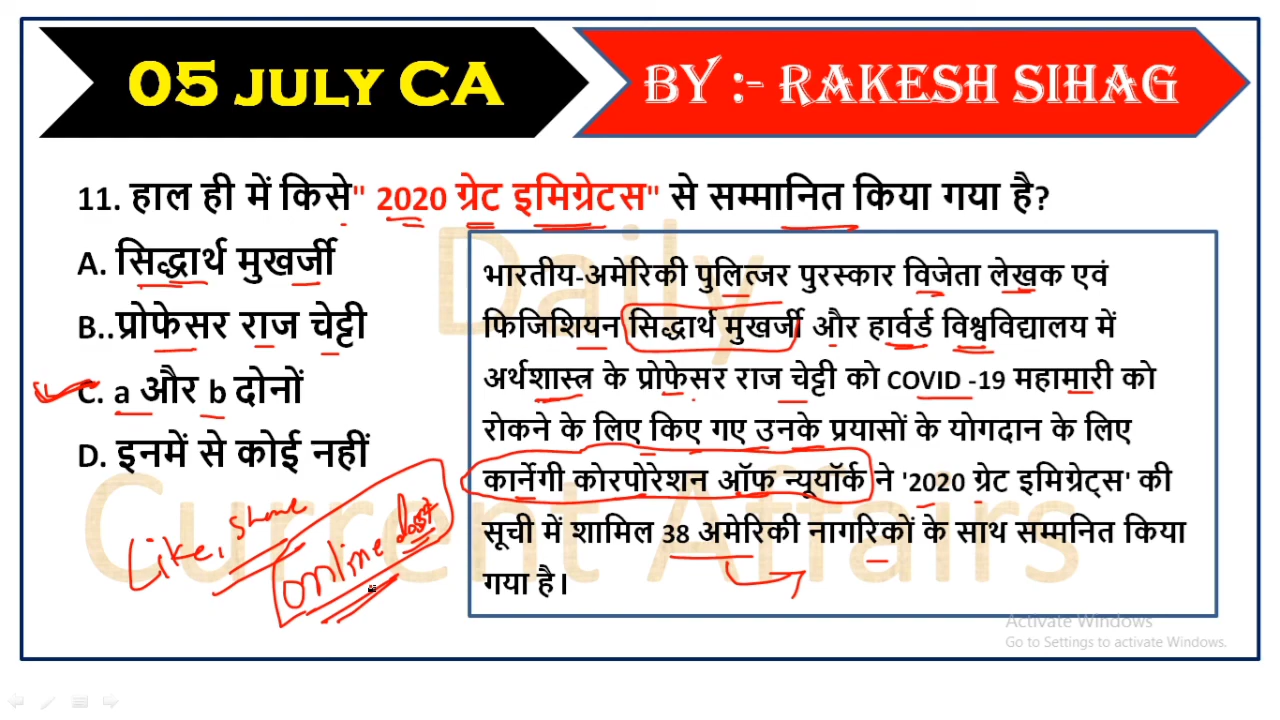 05 JULY CA
BY :- RAKESH SIHAG
11. हाल ही में किसे" 2020 ग्रेट इमिग्रेटस" से सम्मानित किया गया है?
A. सिद्धार्थ मुखर्जी
B..प्रोफेसर राज चेट्टी
C. a और b दोनों
D. इनमें से कोई नहीं
भारतीय-अमेरिकी पुलित्जर पुरस्कार विजेता लेखक एवं
फिजिशियन सिद्धार्थ मुखर्जी और हार्वर्ड विश्वविद्यालय में
अर्थशास्त्र के प्रोफेसर राज चेट्टी को COVID -19 महामारी को
रोकने के लिए किए गए उनके प्रयासों के योगदान के लिए
कार्नेगी कोरपोरेशन ऑफ न्यूयॉर्क ने '2020 ग्रेट इमिग्रेट्स' की
सूची में शामिल 38 अमेरिकी नागरिकों के साथ सम्मनित किया
गया है।
Like, share
online
Daily
Current Affairs
Activate Windows
Go to Settings to activate Windows.